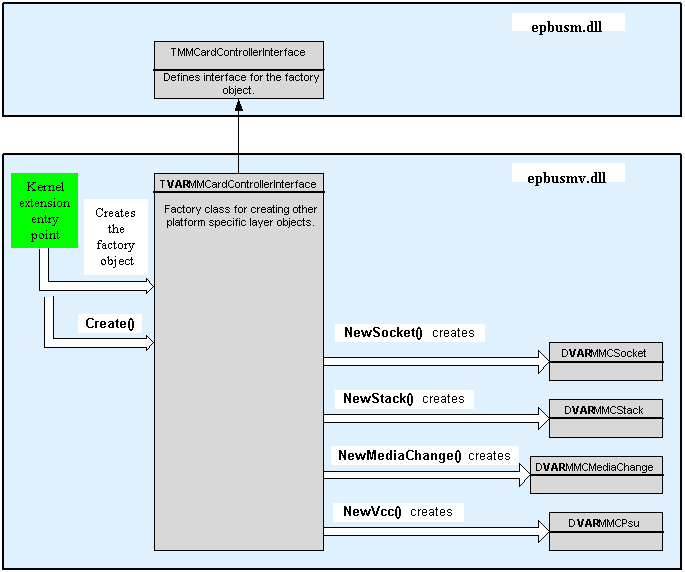 epbusm.dll
TMMCardControllerInterface
Defines interface for the factory
object.
epbusmv.dll
Kernel
extension
entry
point
Creates
the
factory
object
TVARMMCardControllerInterface
Factory class for creating other
platform specific layer objects.
Create()
NewSocket() creates
DVARMMCSocket
NewStack() creates
DVARMMCStack
NewMediaChange() creates
DVARMMCMediaChange
NewVcc() creates
DVARMMCPsu